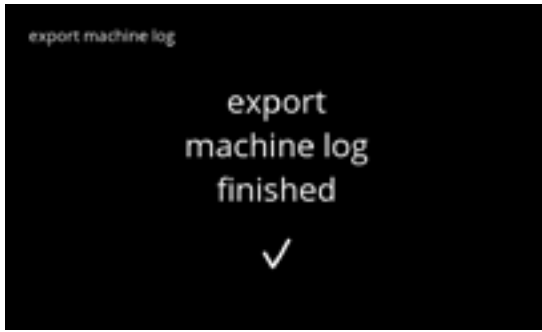 export machine log
export
machine log
finished